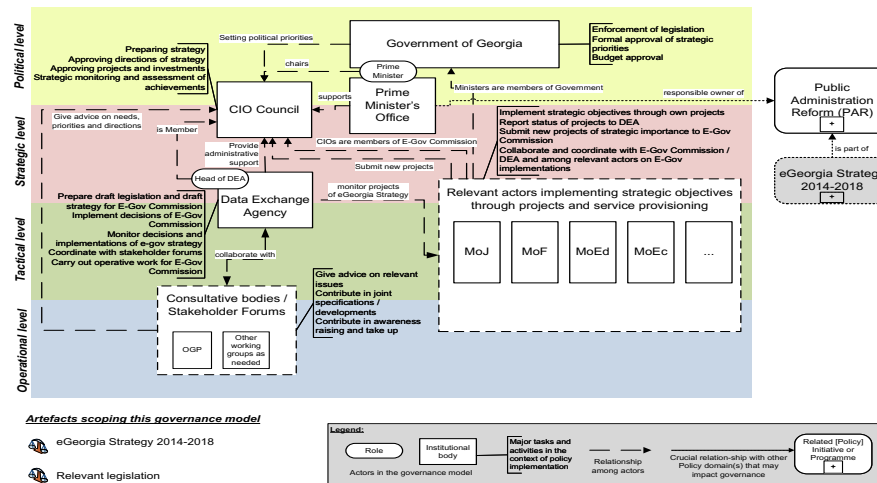 Political level
Strategic level
Tactical level
Operational level
Setting political priorities
Government of Georgia
Enforcement of legislation
Formal approval of strategic
priorities
Budget approval
Preparing strategy
Approving directions of strategy
Approving projects and investments
Strategic monitoring and assessment of
achievements
chairs
Prime
Minister
Ministers are members of Government
CIO Council
supports
Prime
Minister's
Office
responsible owner of
Public
Administration
Reform (PAR)
+
is part of
eGeorgia Strateg
2014-2018
+
Give advice on needs,
priorities and directions
is Member
Provide
administrative
support
CIOs are members of E-Gov Commission
Submit new projects
Implement strategic objectives through own projects
Report status of projects to DEA
Submit new projects of strategic importance to E-Gov
Commission
Collaborate and coordinate with E-Gov Commission /
DEA and among relevant actors on E-Gov
implementations
Head of DEA
Data Exchange
Agency
monitor projects
of eGeorgia Strategy
Relevant actors implementing strategic objectives
through projects and service provisioning
MoJ
MoF
MoEd
MoEc
...
Prepare draft legislation and draft
strategy for E-Gov Commission
Implement decisions of E-Gov
Commission
Monitor decisions and
implementations of e-gov strategy
Coordinate with stakeholder forums
Carry out operative work for E-Gov
Commission
collaborate with
Consultative bodies /
Stakeholder Forums
OGP
Other
working
groups as
needed
Give advice on relevant
issues
Contribute in joint
specifications /
developments
Contribute in awareness
raising and take up
Artefacts scoping this governance model
eGeorgia Strategy 2014-2018
Relevant legislation
Legend:
Role
Institutional
body
Actors in the governance model
Major tasks and
activities in the
context of policy
implementation
Relationship
among actors
Crucial relation-ship with other
Policy domain(s) that may
impact governance
Related [Policy]
Initiative or
Programme
+